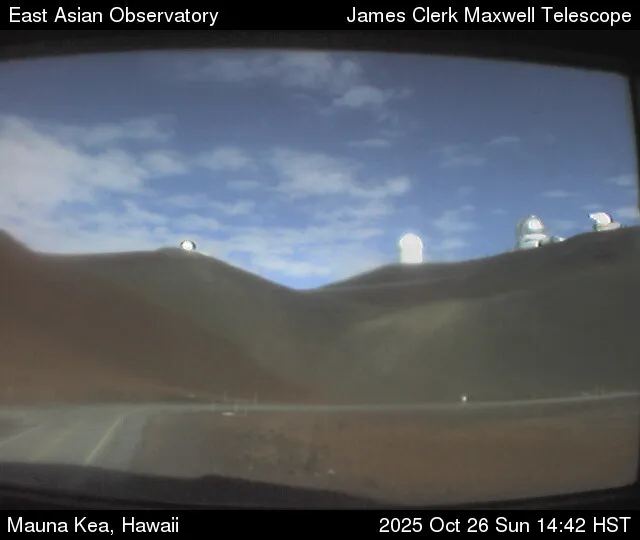 East Asian Observatory
James Clerk Maxwell Telescope
Mauna Kea, Hawaii
2025 Oct 26 Sun 14:42 HST